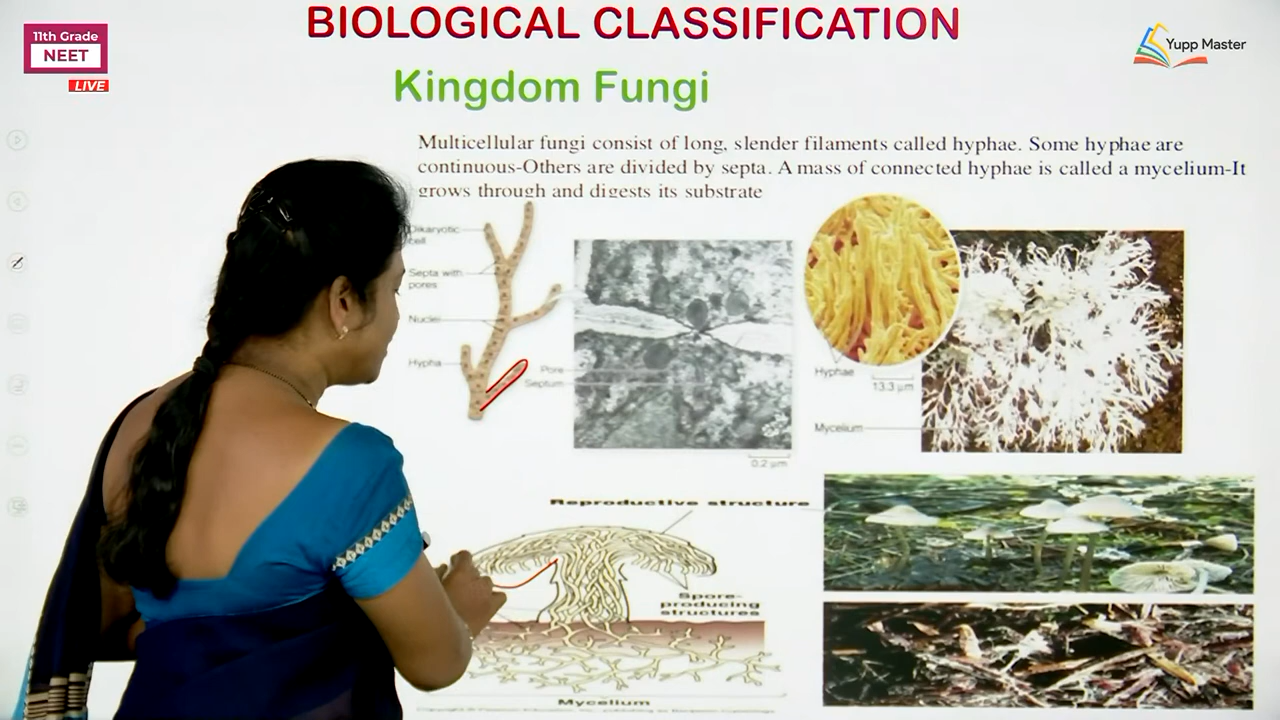 BIOLOGICAL CLASSIFICATION
11th Grade
NEET
LIVE
Yupp Master
Kingdom Fungi
Multicellular fungi consist of long, slender filaments called hyphae. Some hyphae are
continuous-Others are divided by septa. A mass of connected hyphae is called a mycelium-It
grows through and digests its substrate
Dikaryotic
cell
Septa with
pores
Nuclei
Hypha
Pore
Septum
0.2 µm
Hyphae
13.3 µm
Mycelium
Reproductive structure
Spore-
producing
structures
Mycelium